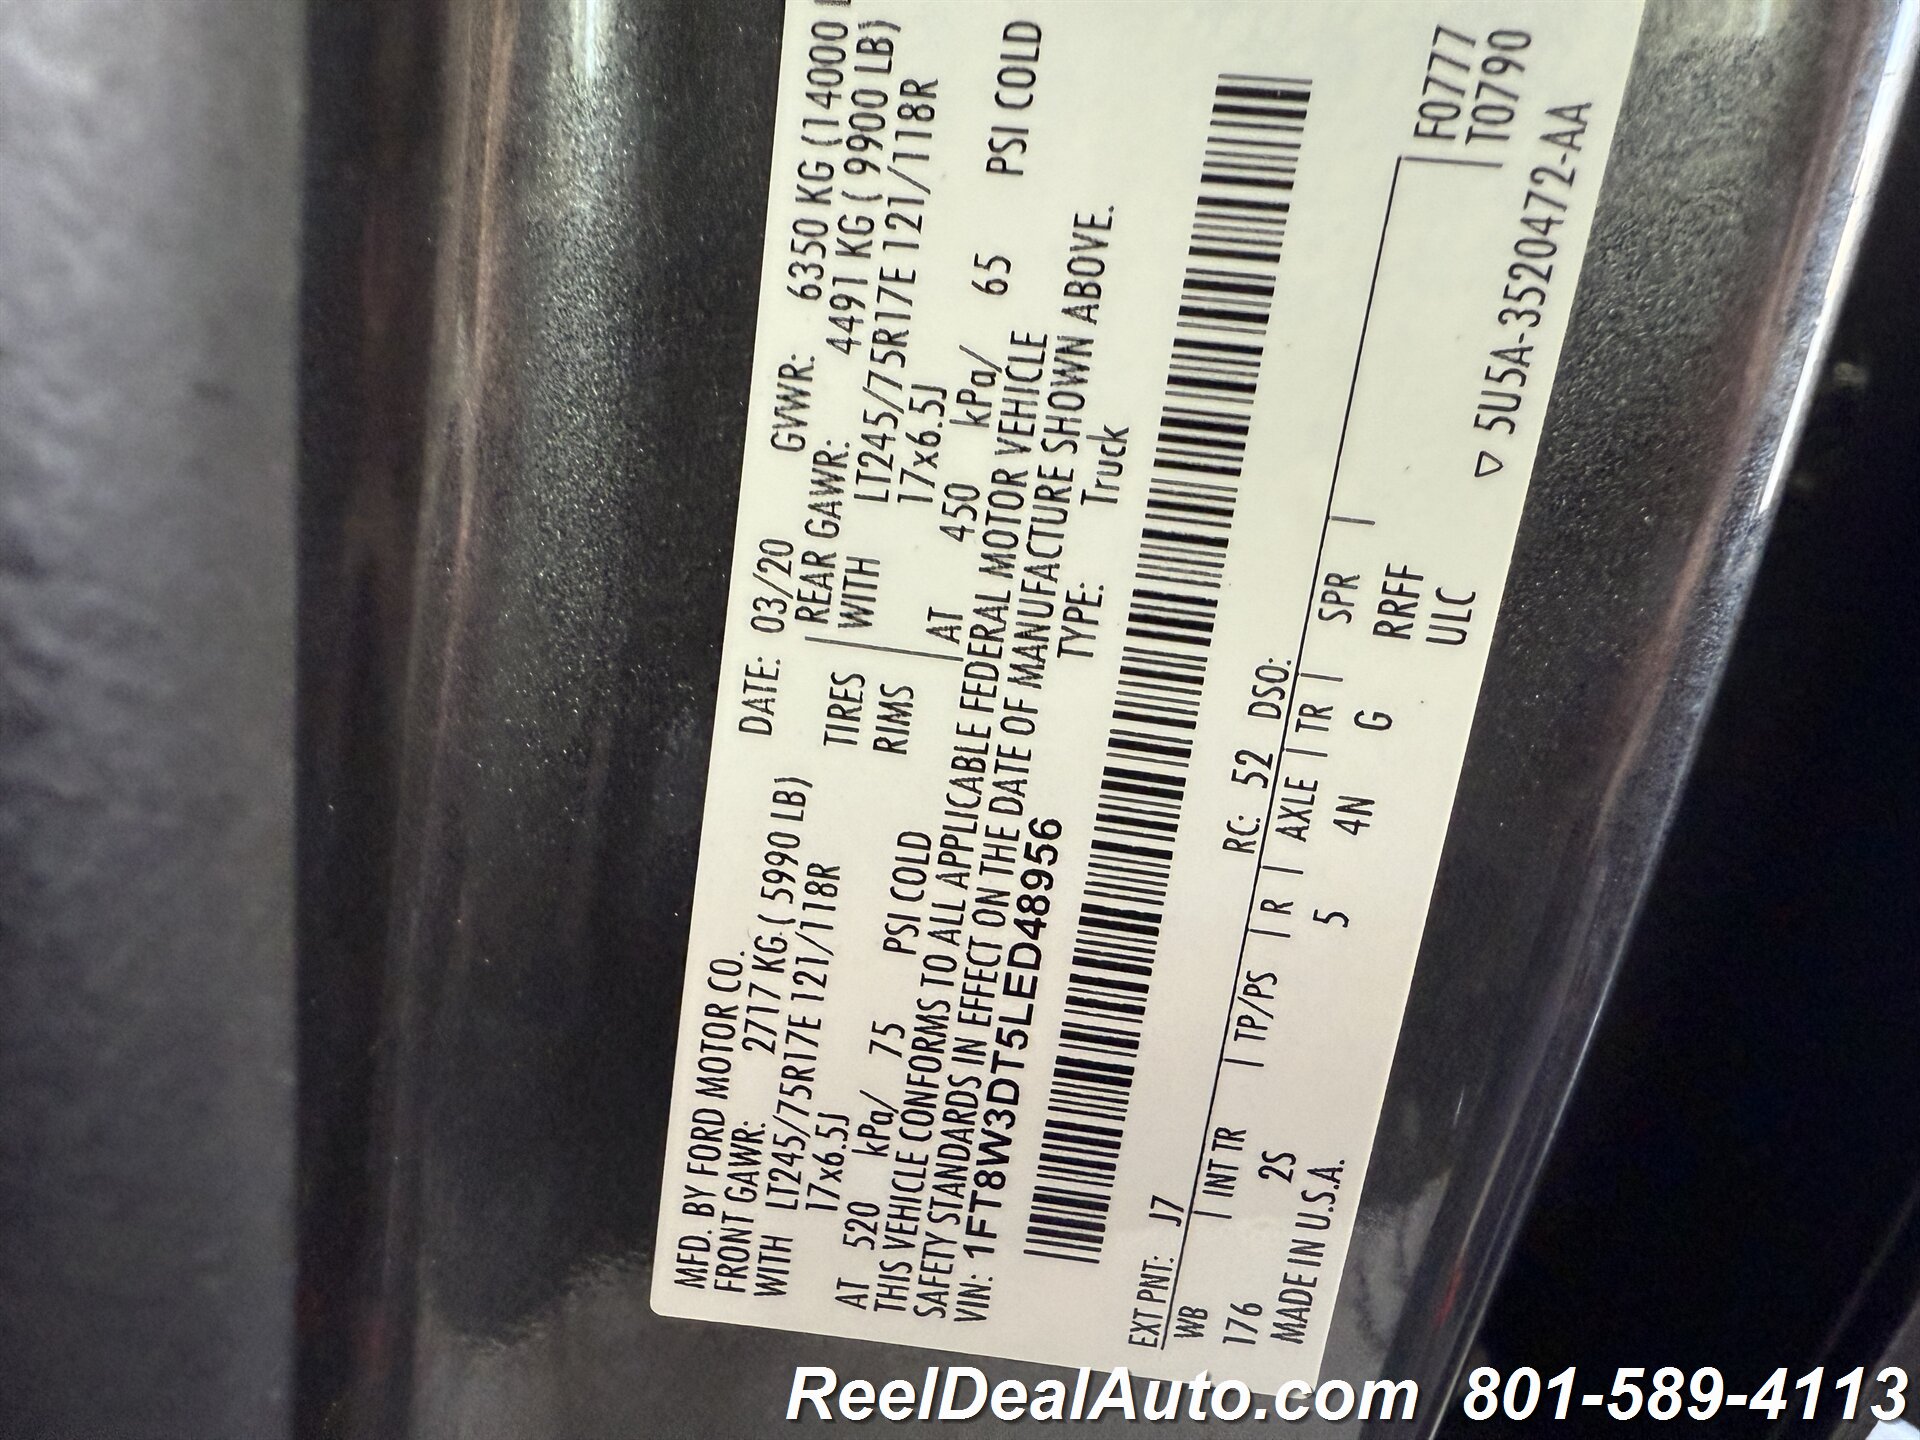 MFD. BY FORD MOTOR CO.
DATE: 03/20 GVWR: 6350 KG (14000
FRONT GAWR: 2717 KG ( 5990 LB) REAR GAWR: 4491 KG ( 9900 LB)
WITH LT245/75R17E 121/118R TIRES WITH LT245/75R17E 121/118R
17x6.5J RIMS 17x6.5J
AT 520 kPa/ 75 PSI COLD AT 450 kPa/ 65 PSI COLD
THIS VEHICLE CONFORMS TO ALL APPLICABLE FEDERAL MOTOR VEHICLE
SAFETY STANDARDS IN EFFECT ON THE DATE OF MANUFACTURE SHOWN ABOVE.
VIN: 1FT8W3DT5LED48956 TYPE: Truck
EXT PNT: J7 RC: 52 DSO:
WB | INT TR | TP/PS | R | AXLE | TR | SPR | F0777
176 2S 5 4N G RRFF | T0790
MADE IN U.S.A. ULC
▽ 5U5A-3520472-AA
ReelDealAuto.com 801-589-4113